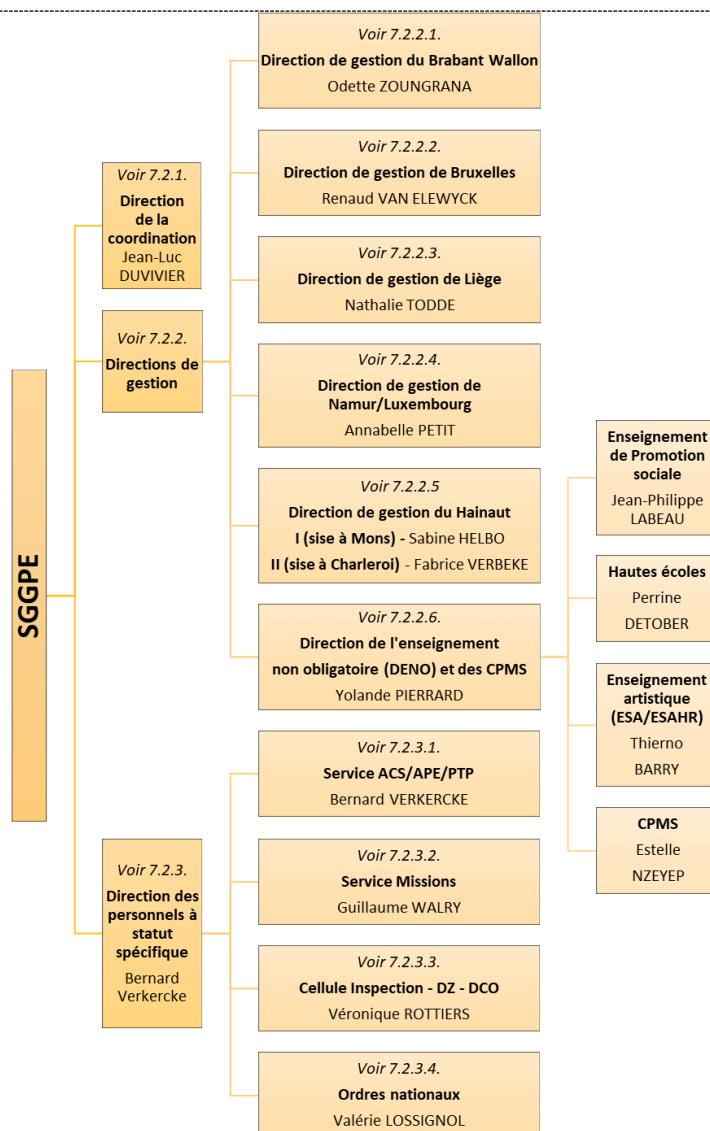 SGGPE
Voir 7.2.1.
Direction
de la
coordination
Jean-Luc
DUVIVIER
Voir 7.2.2.
Directions de
gestion
Voir 7.2.2.1.
Direction de gestion du Brabant Wallon
Odette ZOUNGRANA
Voir 7.2.2.2.
Direction de gestion de Bruxelles
Renaud VAN ELEWYCK
Voir 7.2.2.3.
Direction de gestion de Liège
Nathalie TODDE
Voir 7.2.2.4.
Direction de gestion de
Namur/Luxembourg
Annabelle PETIT
Voir 7.2.2.5
Direction de gestion du Hainaut
I (sise à Mons) - Sabine HELBO
II (sise à Charleroi) - Fabrice VERBEKE
Voir 7.2.2.6.
Direction de l'enseignement
non obligatoire (DENO) et des CPMS
Yolande PIERRARD
Enseignement
de Promotion
sociale
Jean-Philippe
LABEAU
Hautes écoles
Perrine
DETOBER
Enseignement
artistique
(ESA/ESAHR)
Thierno
BARRY
CPMS
Estelle
NZEYEP
Voir 7.2.3.
Direction des
personnels à
statut
spécifique
Bernard
Verkercke
Voir 7.2.3.1.
Service ACS/APE/PTP
Bernard VERKERCKE
Voir 7.2.3.2.
Service Missions
Guillaume WALRY
Voir 7.2.3.3.
Cellule Inspection - DZ - DCO
Véronique ROTTIERS
Voir 7.2.3.4.
Ordres nationaux
Valérie LOSSIGNOL